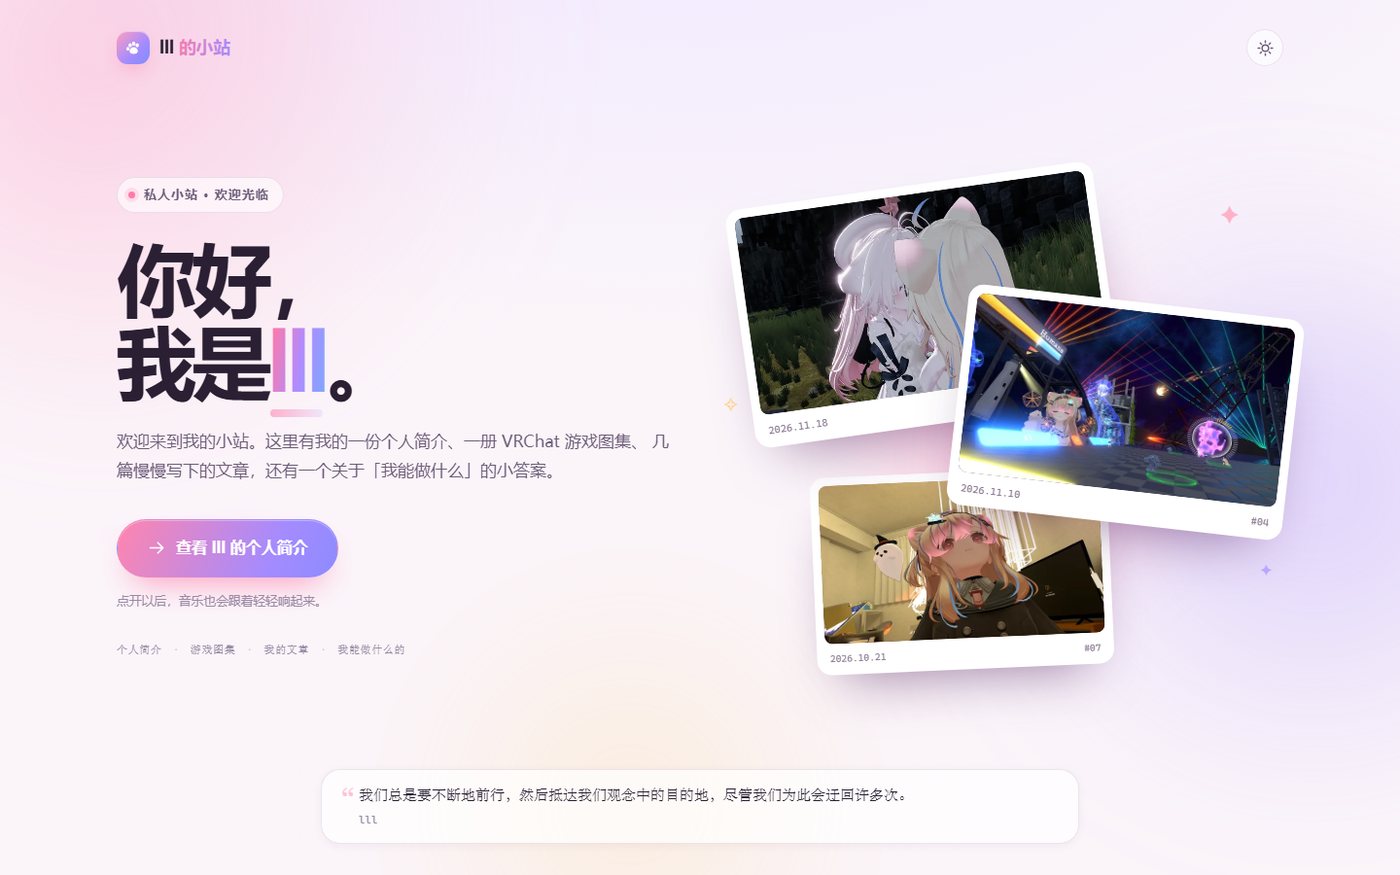 lll 的小站
私人小站 • 欢迎光临
你好，
我是lll。
欢迎来到我的小站。这里有我的一份个人简介、一册 VRChat 游戏图集、 几
篇慢慢写下的文章，还有一个关于「我能做什么」的小答案。
查看 lll 的个人简介
点开以后，音乐也会跟着轻轻响起来。
个人简介 · 游戏图集 · 我的文章 · 我能做什么的
2026.11.18
2026.11.10
#04
2026.10.21
#07
“ 我们总是要不断地前行，然后抵达我们观念中的目的地，尽管我们为此会迂回许多次。
lll